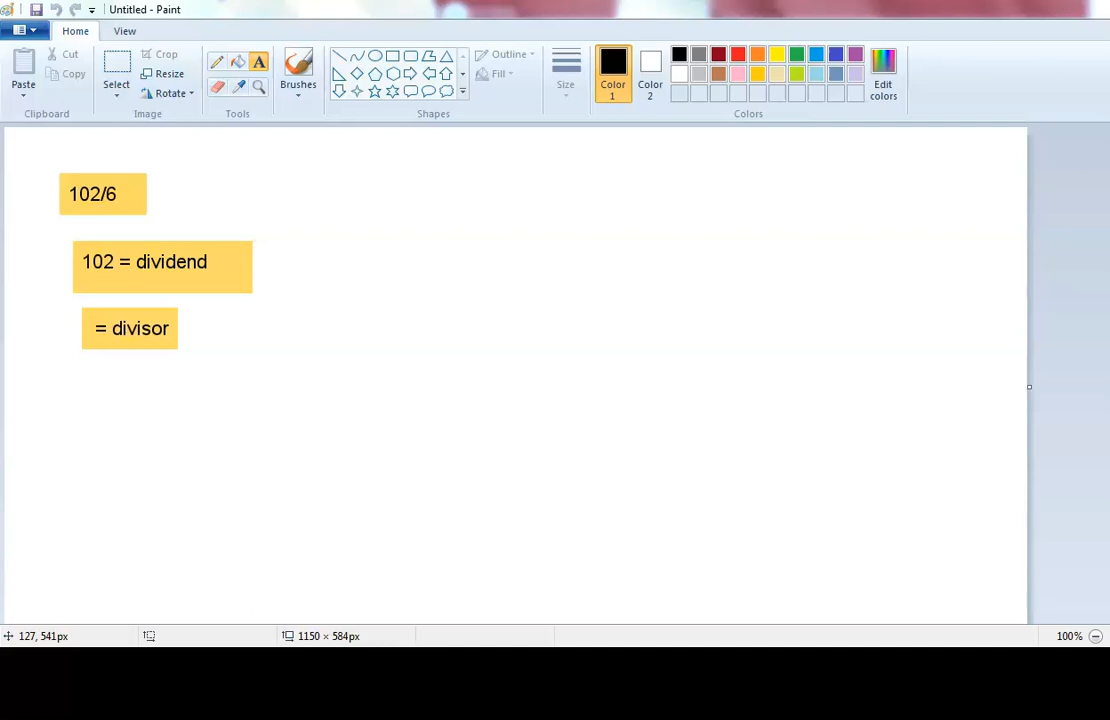 Untitled - Paint
Home
View
Cut
Copy
Paste
Clipboard
Crop
Resize
Rotate
Select
Image
Tools
Brushes
Outline
Fill
Shapes
Size
Color
1
Color
2
Edit
colors
Colors
102/6
102 = dividend
= divisor
127, 541px
1150 × 584px
100%